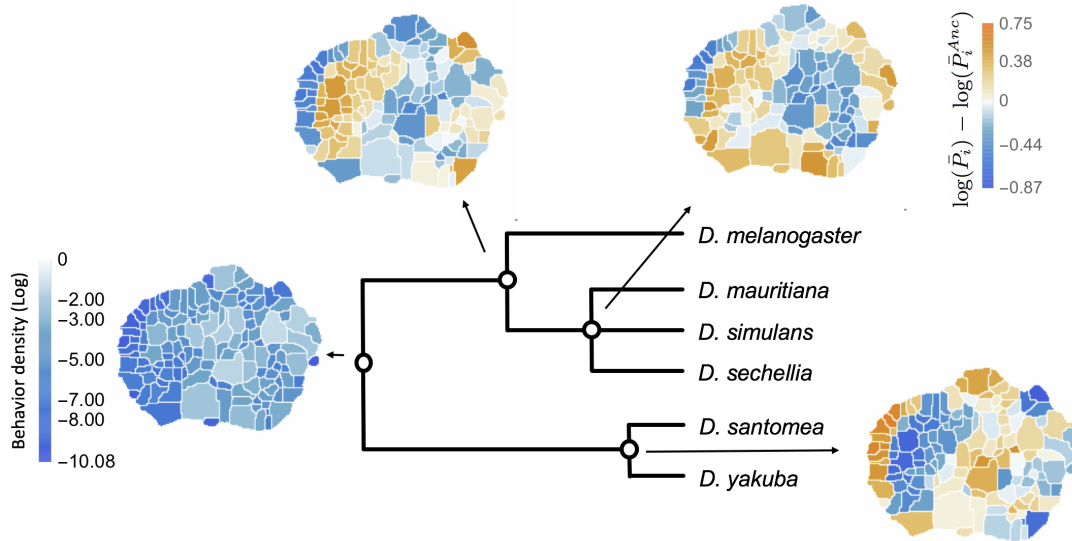 0.75
0.38
0
−0.44
−0.87
log(P̄ᵢ) − log(P̄ᵢᴬⁿᶜ)
D. melanogaster
D. mauritiana
D. simulans
D. sechellia
D. santomea
D. yakuba
Behavior density (Log)
0
−2.00
−3.00
−5.00
−7.00
−8.00
−10.08